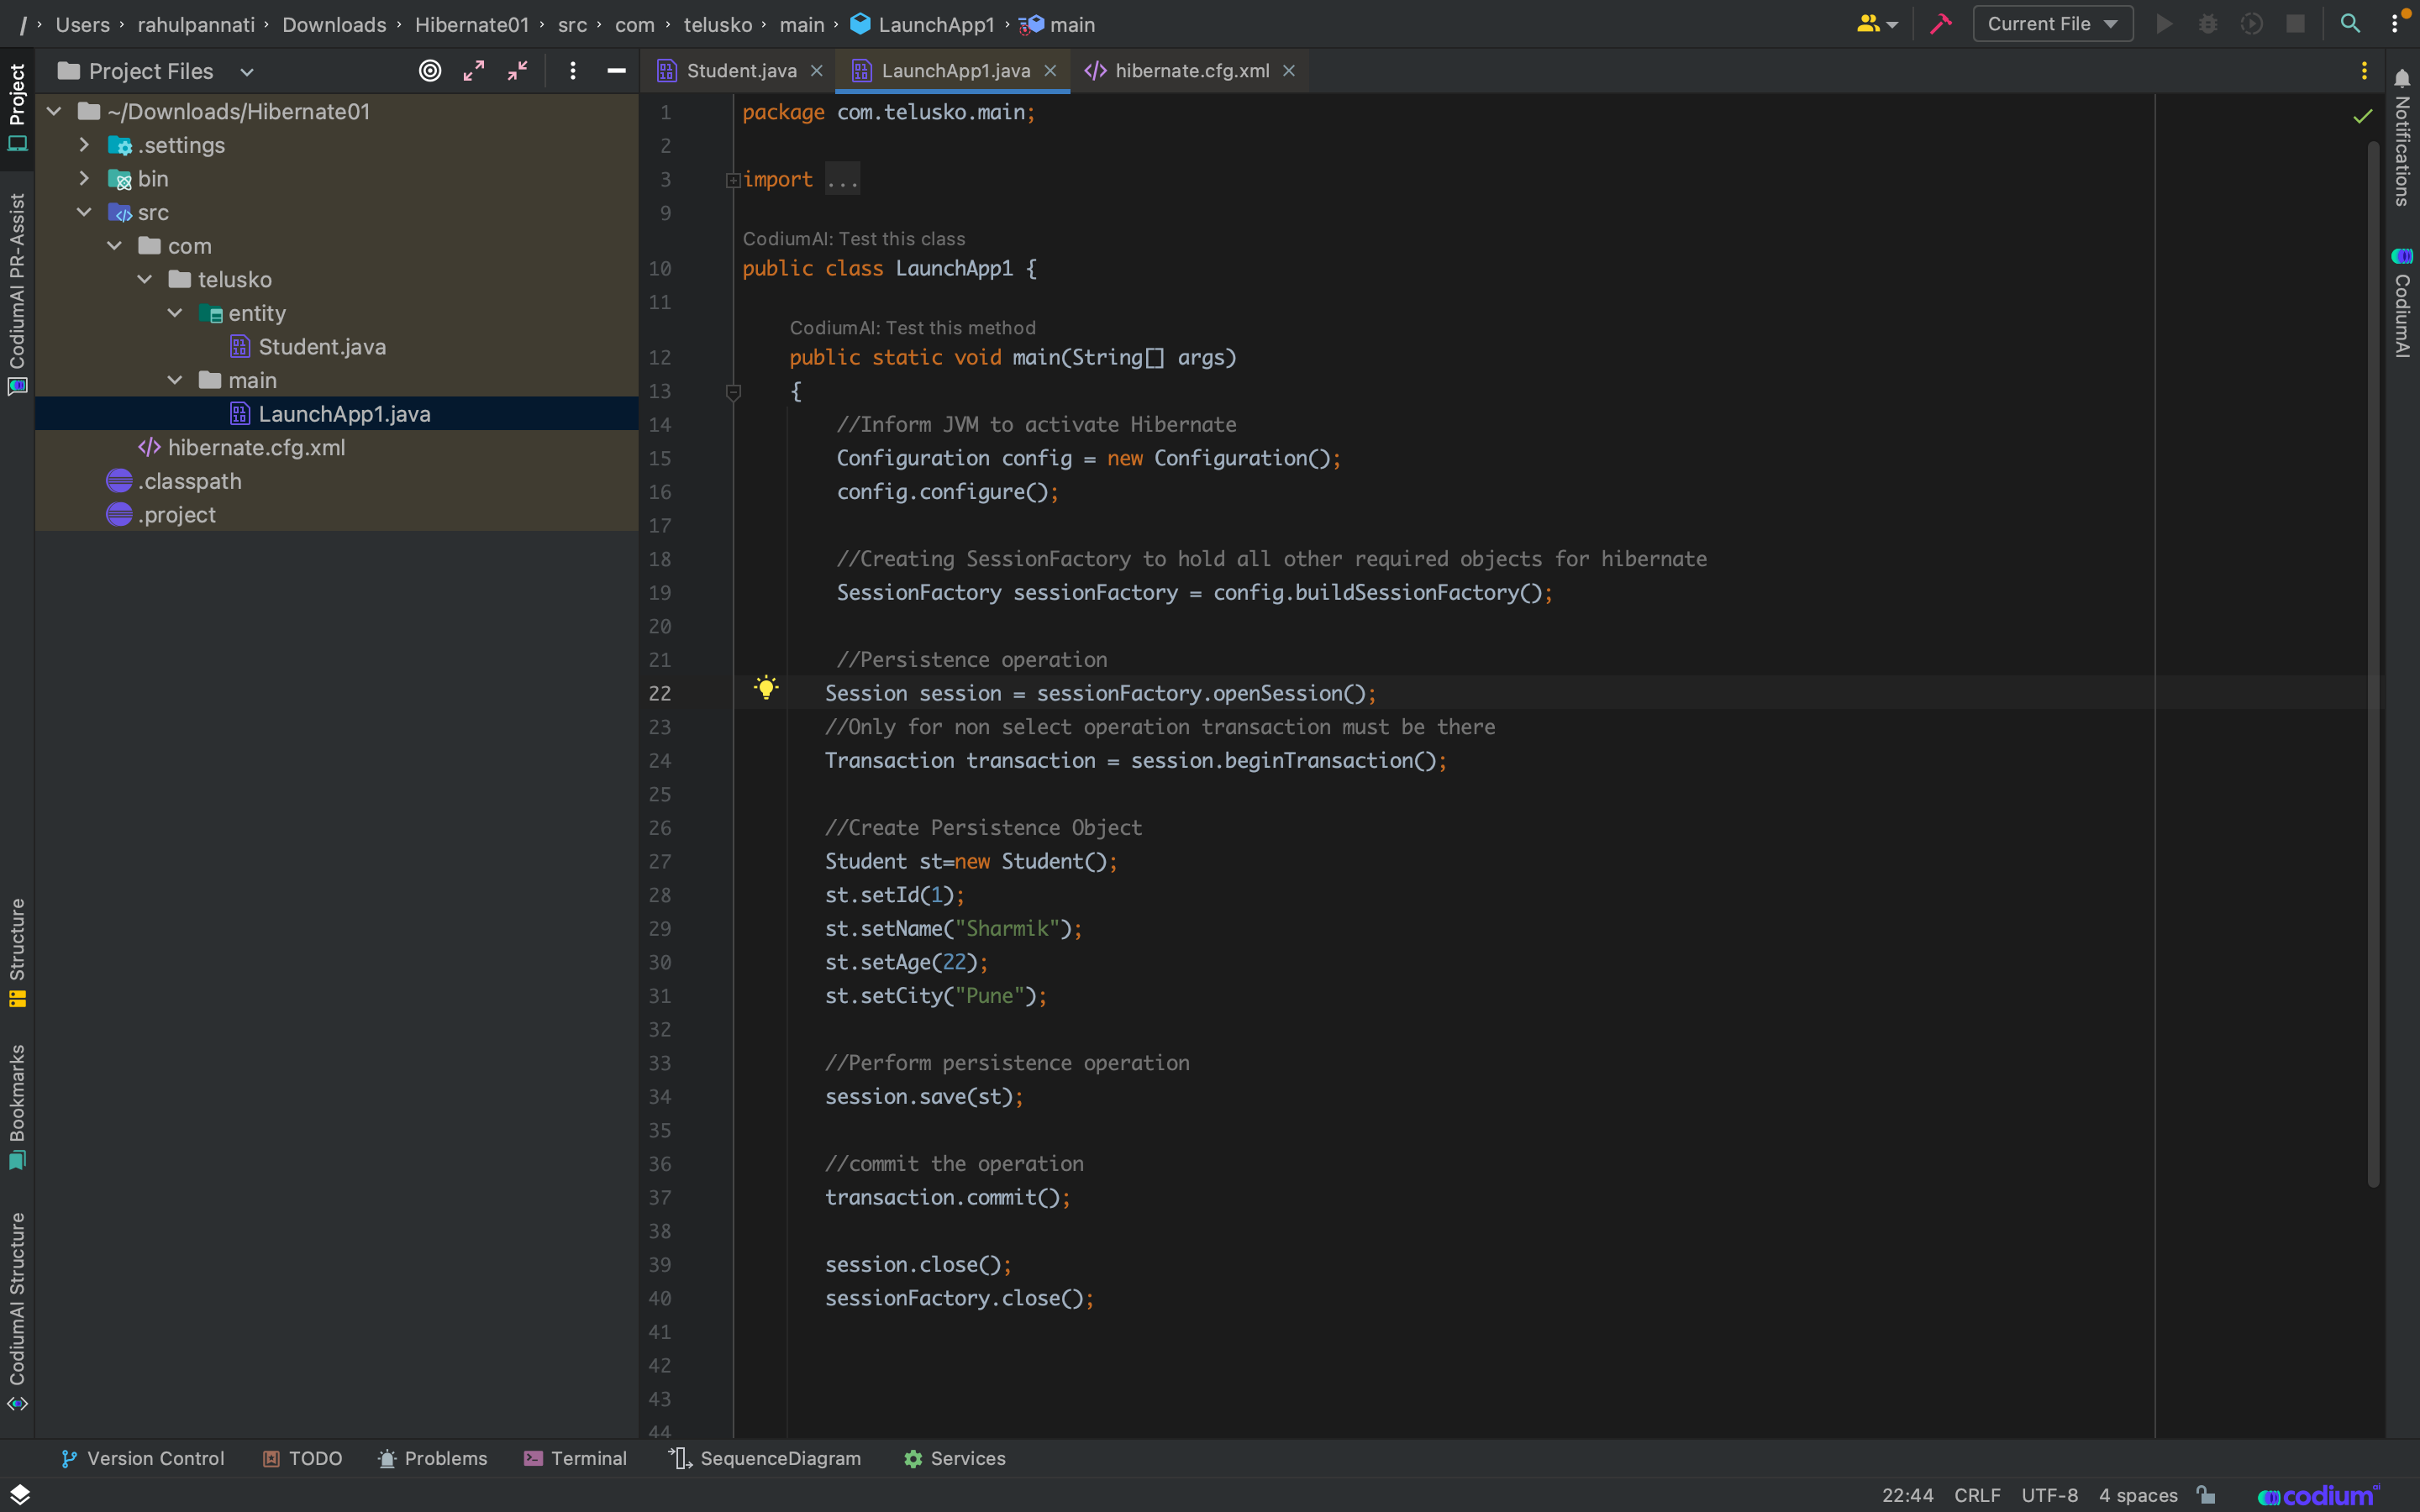 / Users › rahulpannati › Downloads › Hibernate01 › src › com › telusko › main › LaunchApp1 › main
Current File
Project
CodiumAI PR-Assist
Structure
Bookmarks
CodiumAI Structure
Project Files
~/Downloads/Hibernate01
.settings
bin
src
com
telusko
entity
Student.java
main
LaunchApp1.java
hibernate.cfg.xml
.classpath
.project
Student.java
LaunchApp1.java
hibernate.cfg.xml
1 package com.telusko.main;
2
3 import ...
9
CodiumAI: Test this class
10 public class LaunchApp1 {
11
CodiumAI: Test this method
12 public static void main(String[] args)
13 {
14 //Inform JVM to activate Hibernate
15 Configuration config = new Configuration();
16 config.configure();
17
18 //Creating SessionFactory to hold all other required objects for hibernate
19 SessionFactory sessionFactory = config.buildSessionFactory();
20
21 //Persistence operation
22 Session session = sessionFactory.openSession();
23 //Only for non select operation transaction must be there
24 Transaction transaction = session.beginTransaction();
25
26 //Create Persistence Object
27 Student st=new Student();
28 st.setId(1);
29 st.setName("Sharmik");
30 st.setAge(22);
31 st.setCity("Pune");
32
33 //Perform persistence operation
34 session.save(st);
35
36 //commit the operation
37 transaction.commit();
38
39 session.close();
40 sessionFactory.close();
41
42
43
44
Notifications
CodiumAI
Version Control
TODO
Problems
Terminal
SequenceDiagram
Services
22:44 CRLF UTF-8 4 spaces
codium ai